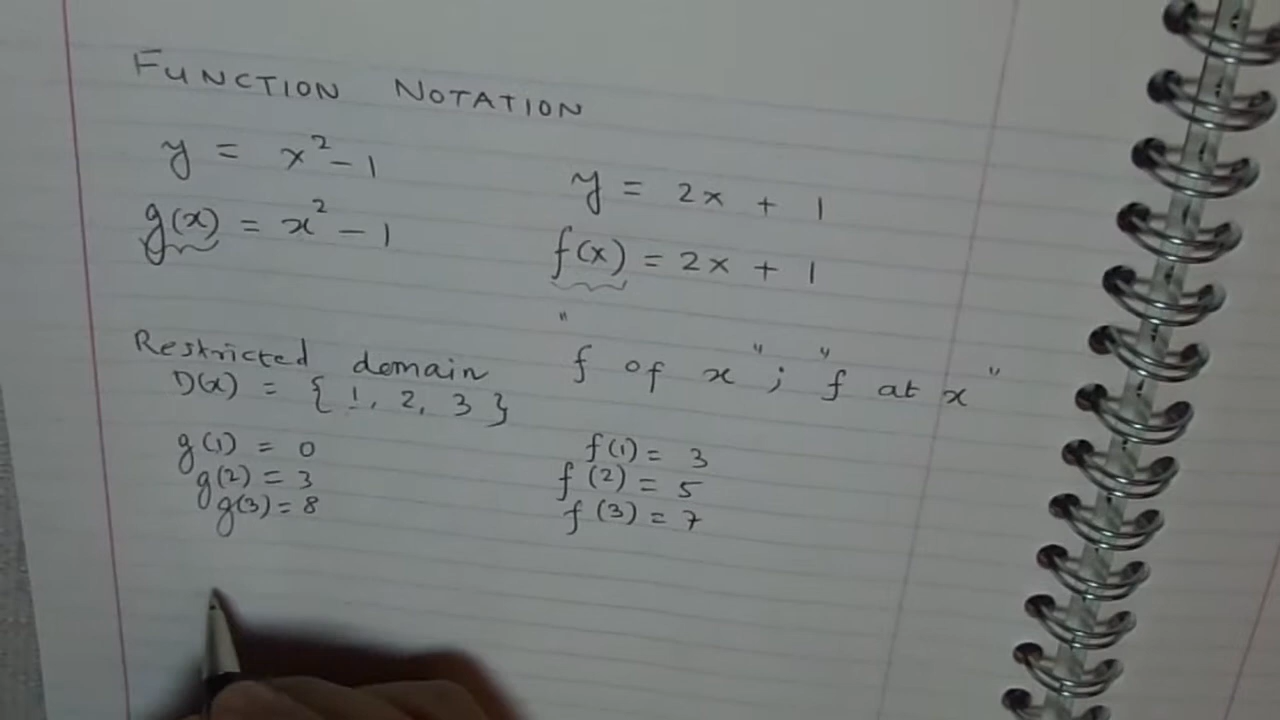 FUNCTION NOTATION
y = x² - 1
y = 2x + 1
g(x) = x² - 1
f(x) = 2x + 1
Restricted domain
"f of x"; "f at x"
D(x) = { 1, 2, 3 }
g(1) = 0
f(1) = 3
g(2) = 3
f(2) = 5
g(3) = 8
f(3) = 7